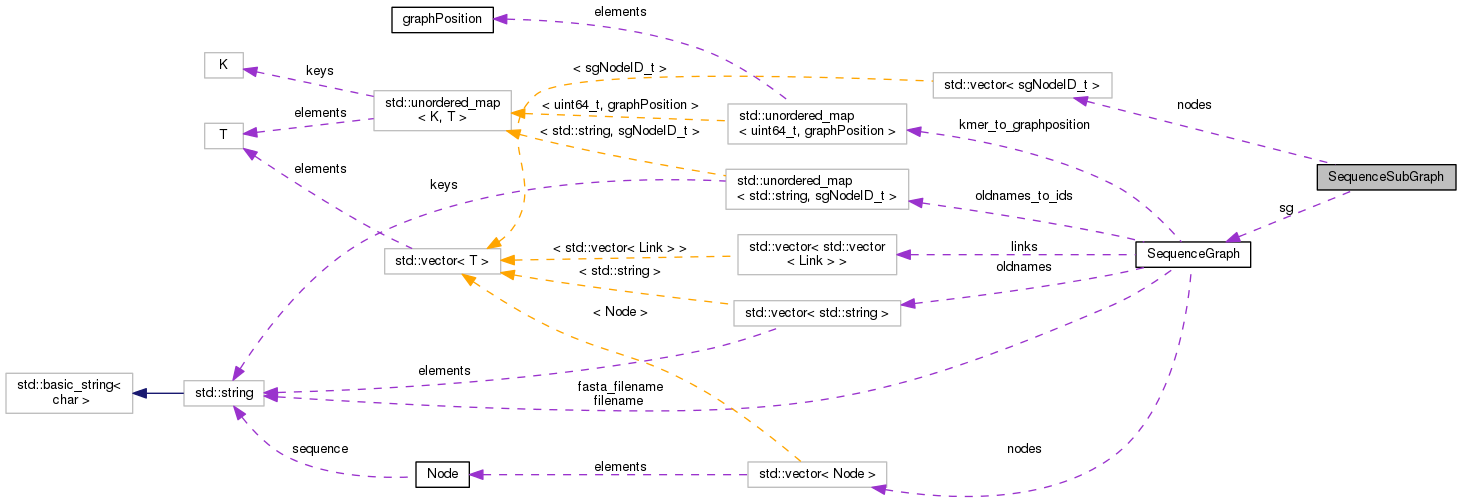 graphPosition
elements
K
keys
< sgNodeID_t >
std::vector< sgNodeID_t >
nodes
std::unordered_map
< K, T >
elements
< uint64_t, graphPosition >
std::unordered_map
< uint64_t, graphPosition >
kmer_to_graphposition
T
< std::string, sgNodeID_t >
elements
keys
std::unordered_map
< std::string, sgNodeID_t >
oldnames_to_ids
SequenceSubGraph
sg
std::vector< T >
< std::vector< Link > >
std::vector< std::vector
< Link > >
links
SequenceGraph
< std::string >
oldnames
< Node >
std::vector< std::string >
elements
std::basic_string<
char >
std::string
fasta_filename
filename
sequence
Node
elements
std::vector< Node >
nodes